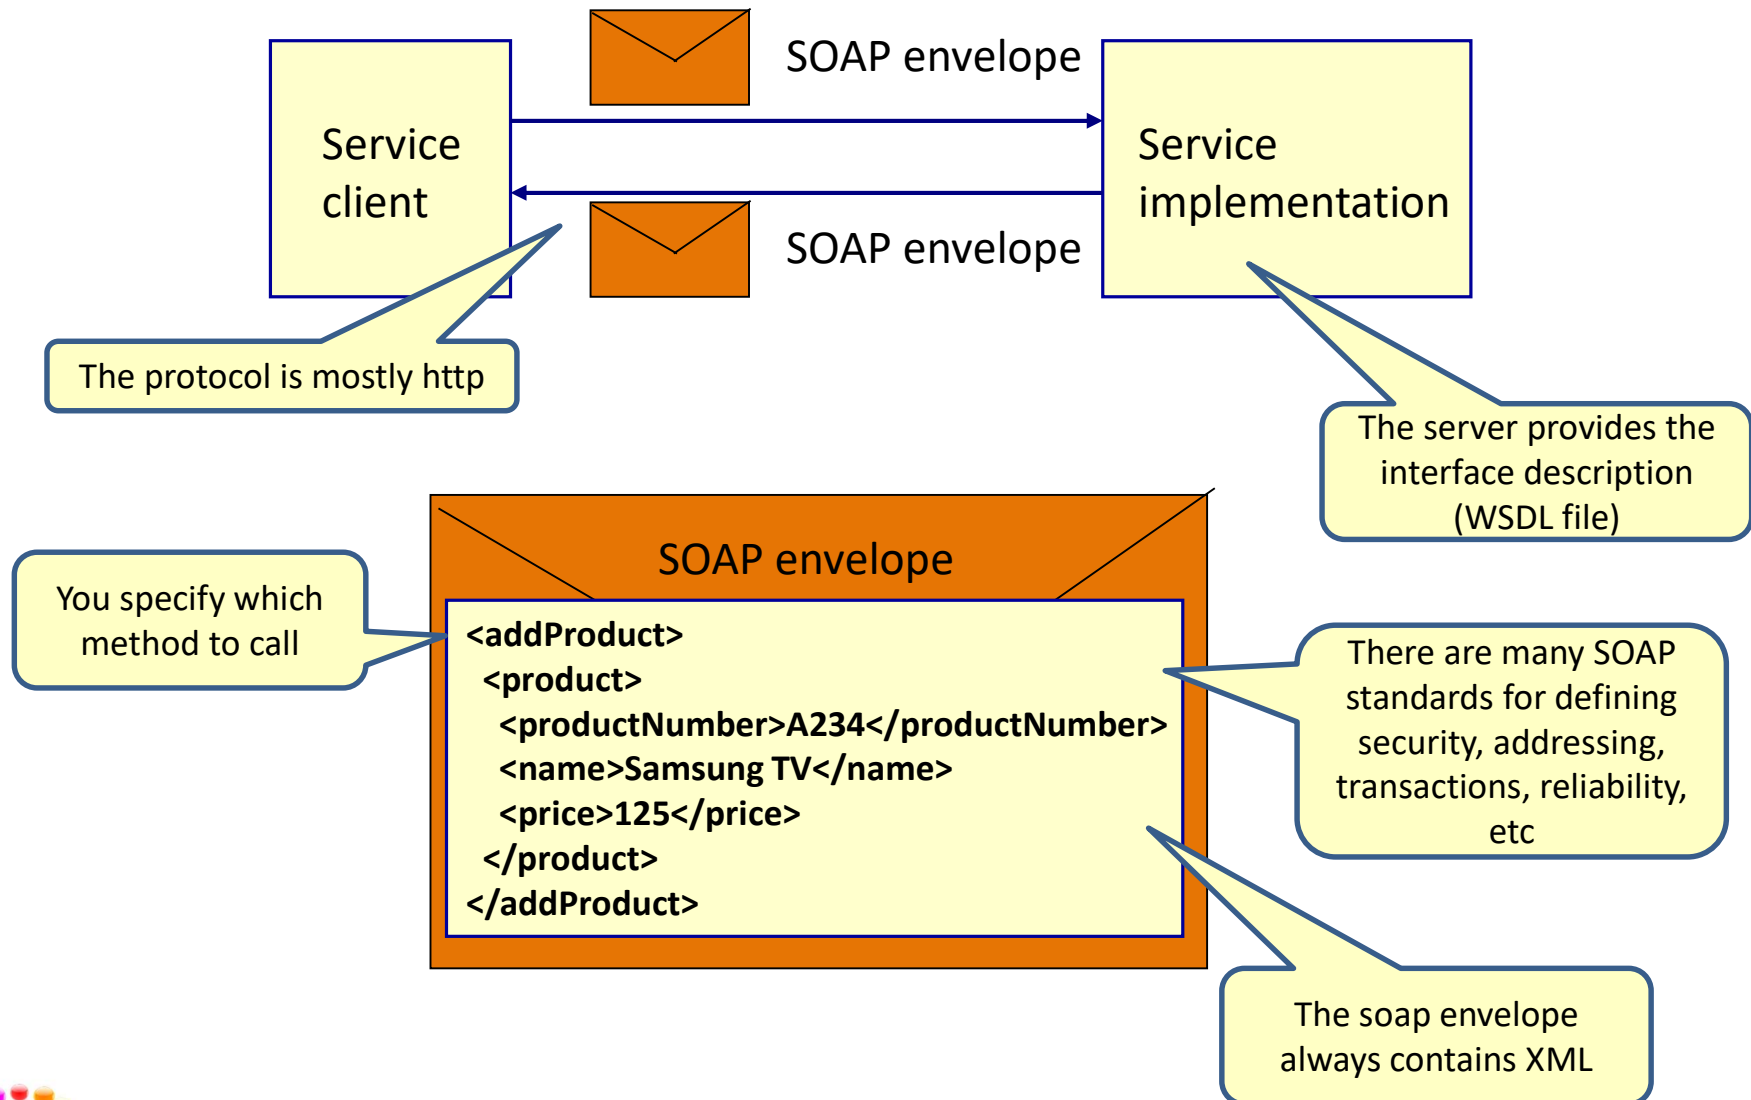 SOAP envelope
Service
client
Service
implementation
SOAP envelope
The protocol is mostly http
The server provides the
interface description
(WSDL file)
SOAP envelope
You specify which
method to call
<addProduct>
<product>
<productNumber>A234</productNumber>
<name>Samsung TV</name>
<price>125</price>
</product>
</addProduct>
There are many SOAP
standards for defining
security, addressing,
transactions, reliability,
etc
The soap envelope
always contains XML